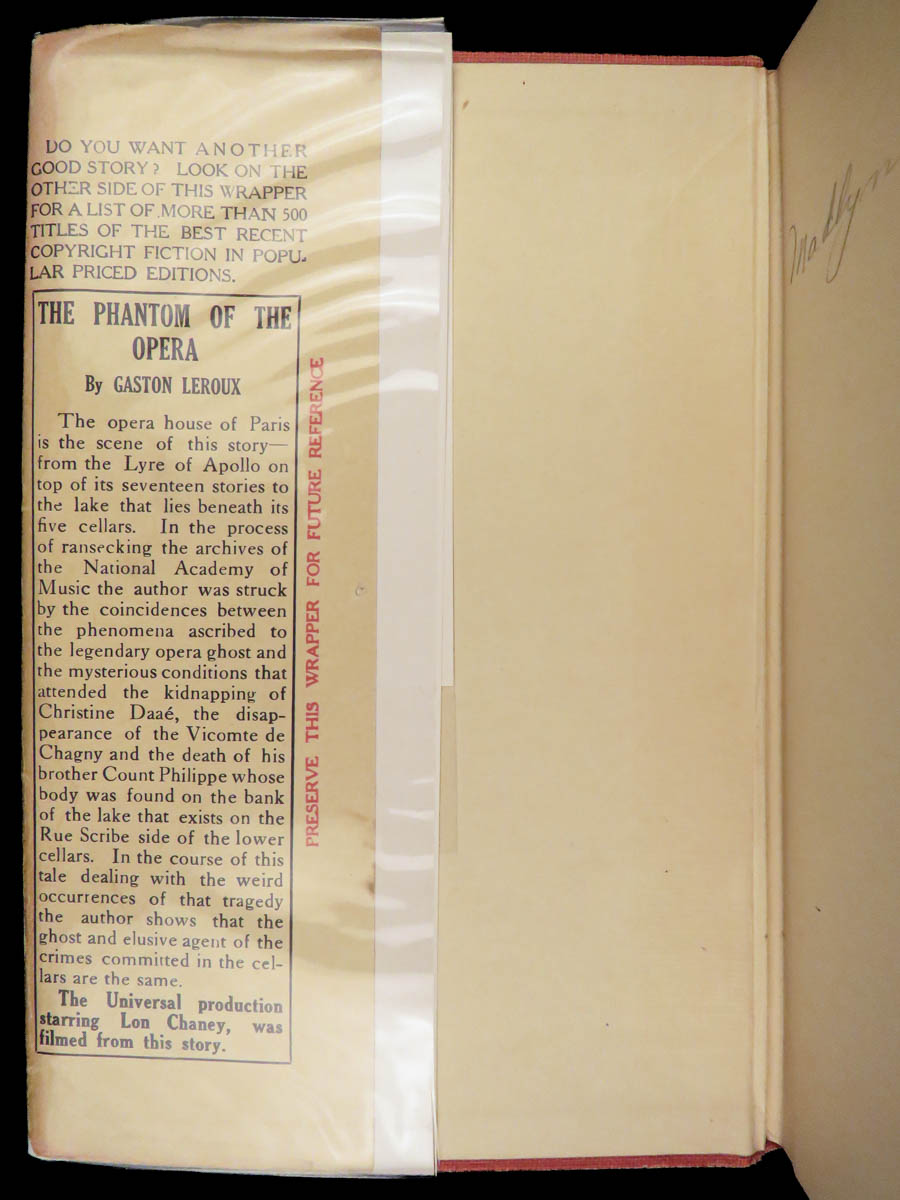 DO YOU WANT ANOTHER
GOOD STORY? LOOK ON THE
OTHER SIDE OF THIS WRAPPER
FOR A LIST OF MORE THAN 500
TITLES OF THE BEST RECENT
COPYRIGHT FICTION IN POPU-
LAR PRICED EDITIONS.
THE PHANTOM OF THE
OPERA
By GASTON LEROUX
The opera house of Paris
is the scene of this story—
from the Lyre of Apollo on
top of its seventeen stories to
the lake that lies beneath its
five cellars. In the process
of ransecking the archives of
the National Academy of
Music the author was struck
by the coincidences between
the phenomena ascribed to
the legendary opera ghost and
the mysterious conditions that
attended the kidnapping of
Christine Daaé, the disap-
pearance of the Vicomte de
Chagny and the death of his
brother Count Philippe whose
body was found on the bank
of the lake that exists on the
Rue Scribe side of the lower
cellars. In the course of this
tale dealing with the weird
occurrences of that tragedy
the author shows that the
ghost and elusive agent of the
crimes committed in the cel-
lars are the same.
The Universal production
starring Lon Chaney, was
filmed from this story.
PRESERVE THIS WRAPPER FOR FUTURE REFERENCE
Madlyn